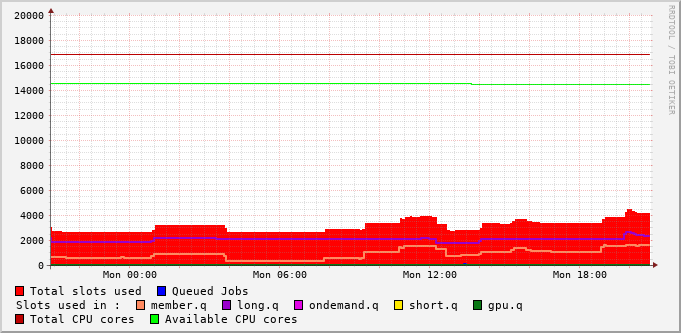 20000
18000
16000
14000
12000
10000
8000
6000
4000
2000
0
Mon 00:00 Mon 06:00 Mon 12:00 Mon 18:00
Total slots used Queued Jobs
Slots used in : member.q long.q ondemand.q short.q gpu.q
Total CPU cores Available CPU cores
RRDTOOL / TOBI OETIKER